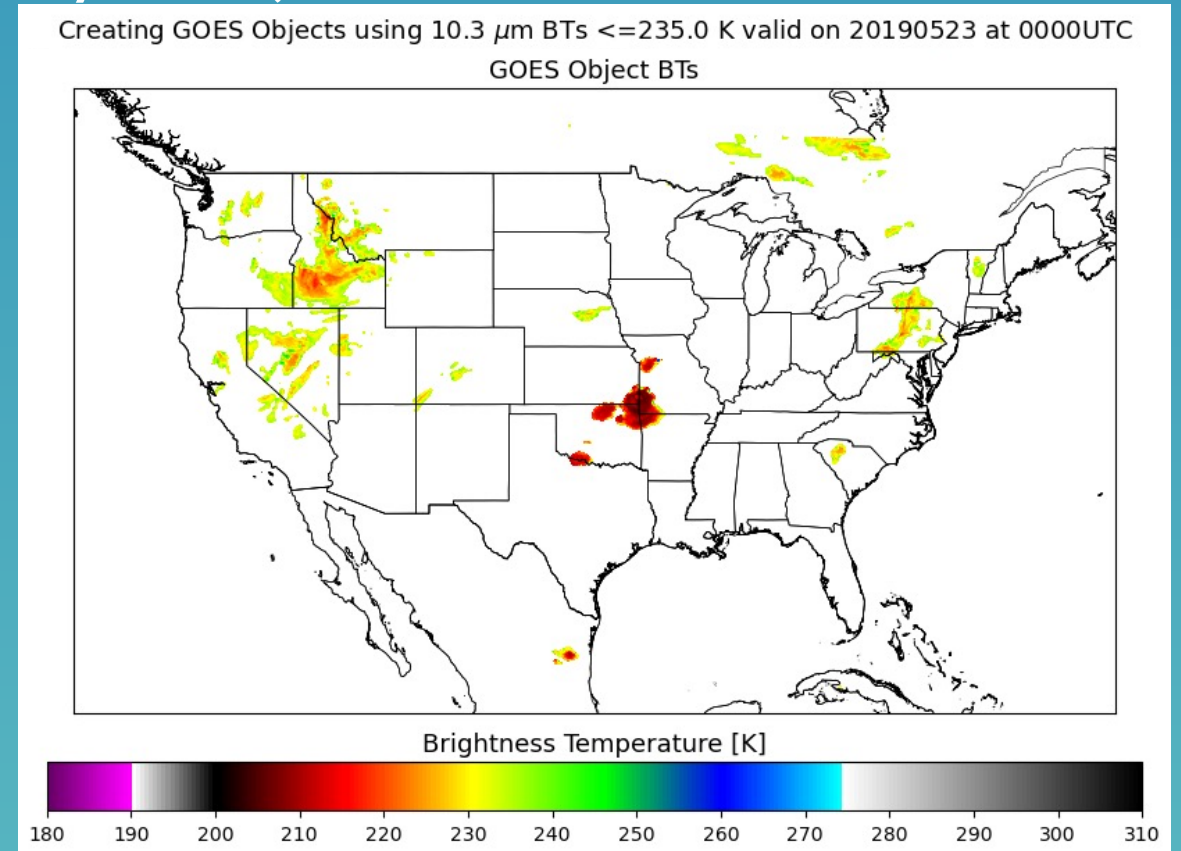 Creating GOES Objects using 10.3 μm BTs <=235.0 K valid on 20190523 at 0000UTC
GOES Object BTs
Brightness Temperature [K]
180 190 200 210 220 230 240 250 260 270 280 290 300 310